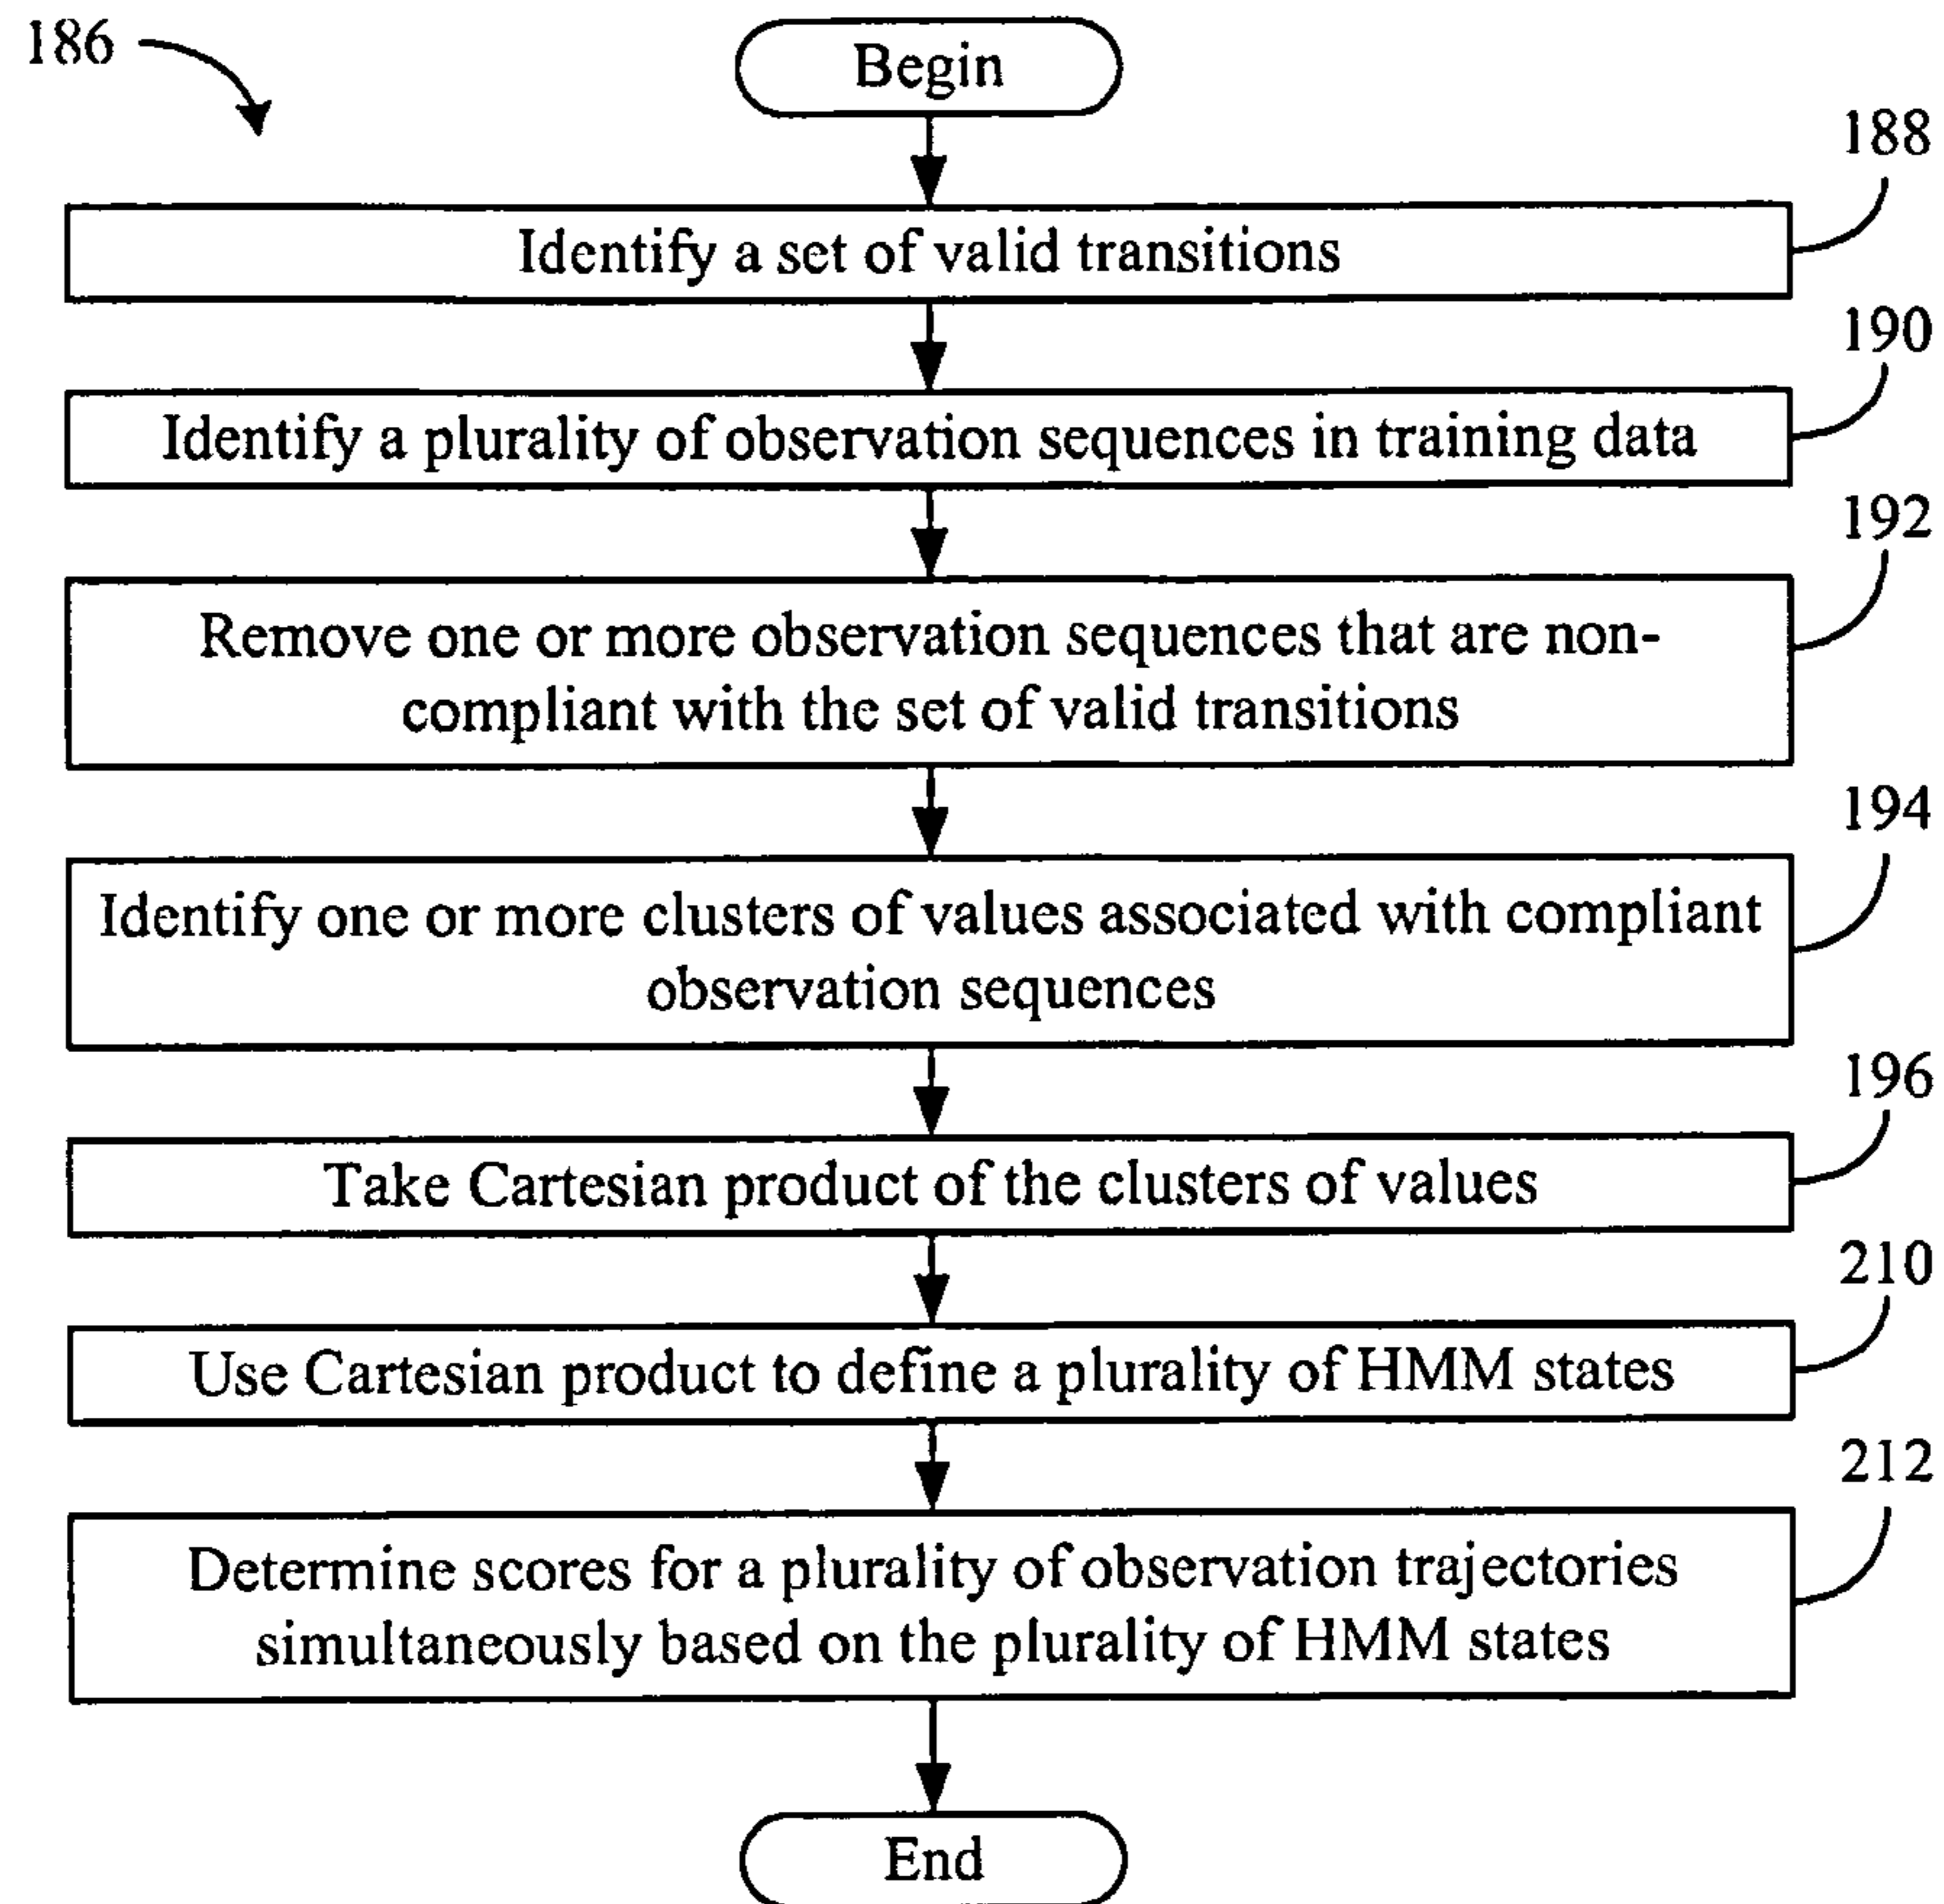 186
Begin
188
Identify a set of valid transitions
190
Identify a plurality of observation sequences in training data
192
Remove one or more observation sequences that are non-
compliant with the set of valid transitions
194
Identify one or more clusters of values associated with compliant
observation sequences
196
Take Cartesian product of the clusters of values
210
Use Cartesian product to define a plurality of HMM states
212
Determine scores for a plurality of observation trajectories
simultaneously based on the plurality of HMM states
End